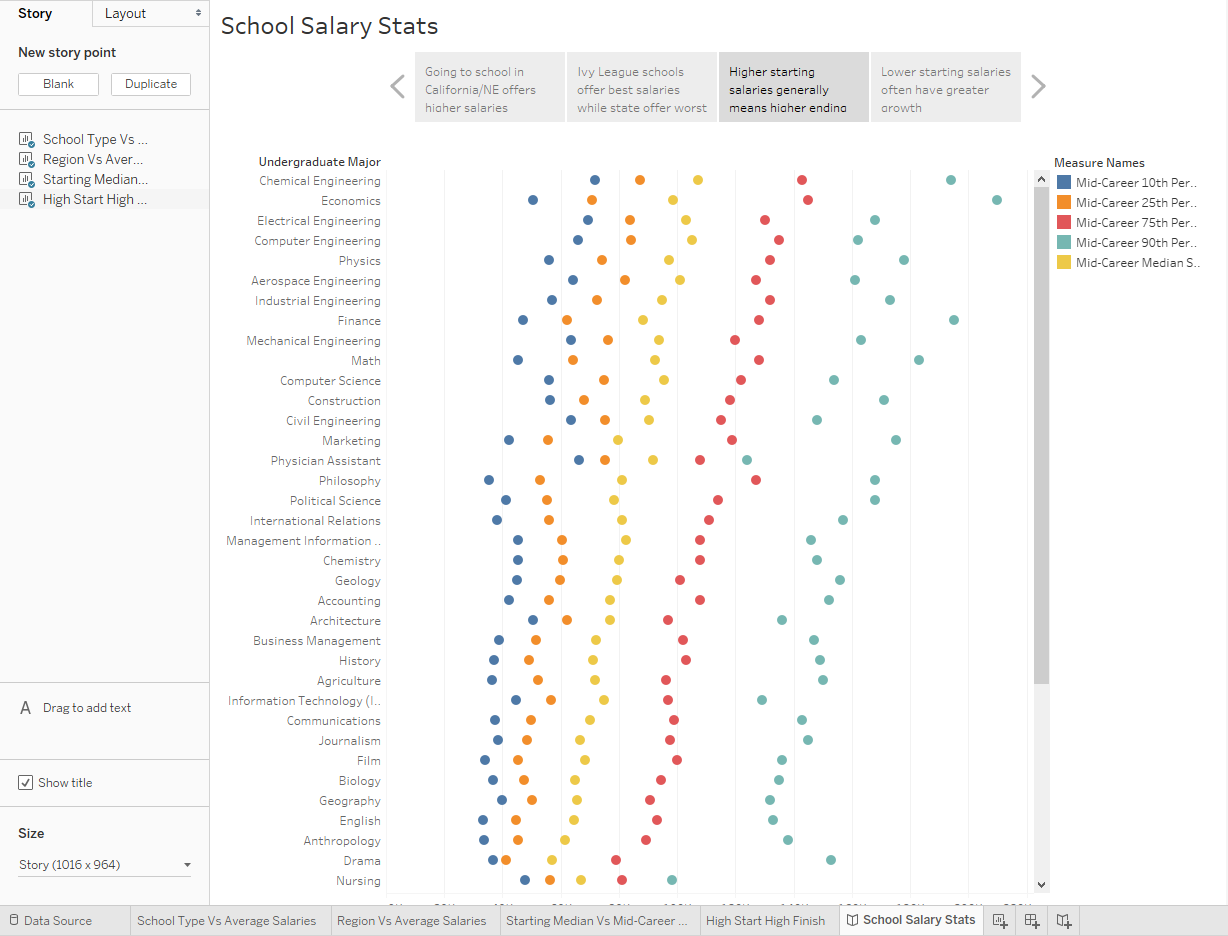 Story
Layout
School Salary Stats
New story point
Blank
Duplicate
Going to school in
California/NE offers
higher salaries
Ivy League schools
offer best salaries
while state offer worst
Higher starting
salaries generally
means higher ending
Lower starting salaries
often have greater
growth
School Type Vs ...
Region Vs Aver...
Starting Median...
High Start High ...
Undergraduate Major
Chemical Engineering
Economics
Electrical Engineering
Computer Engineering
Physics
Aerospace Engineering
Industrial Engineering
Finance
Mechanical Engineering
Math
Computer Science
Construction
Civil Engineering
Marketing
Physician Assistant
Philosophy
Political Science
International Relations
Management Information ..
Chemistry
Geology
Accounting
Architecture
Business Management
History
Agriculture
Information Technology (I..
Communications
Journalism
Film
Biology
Geography
English
Anthropology
Drama
Nursing
Measure Names
Mid-Career 10th Per..
Mid-Career 25th Per..
Mid-Career 75th Per..
Mid-Career 90th Per..
Mid-Career Median S..
A Drag to add text
Show title
Size
Story (1016 x 964)
Data Source
School Type Vs Average Salaries
Region Vs Average Salaries
Starting Median Vs Mid-Career ...
High Start High Finish
School Salary Stats